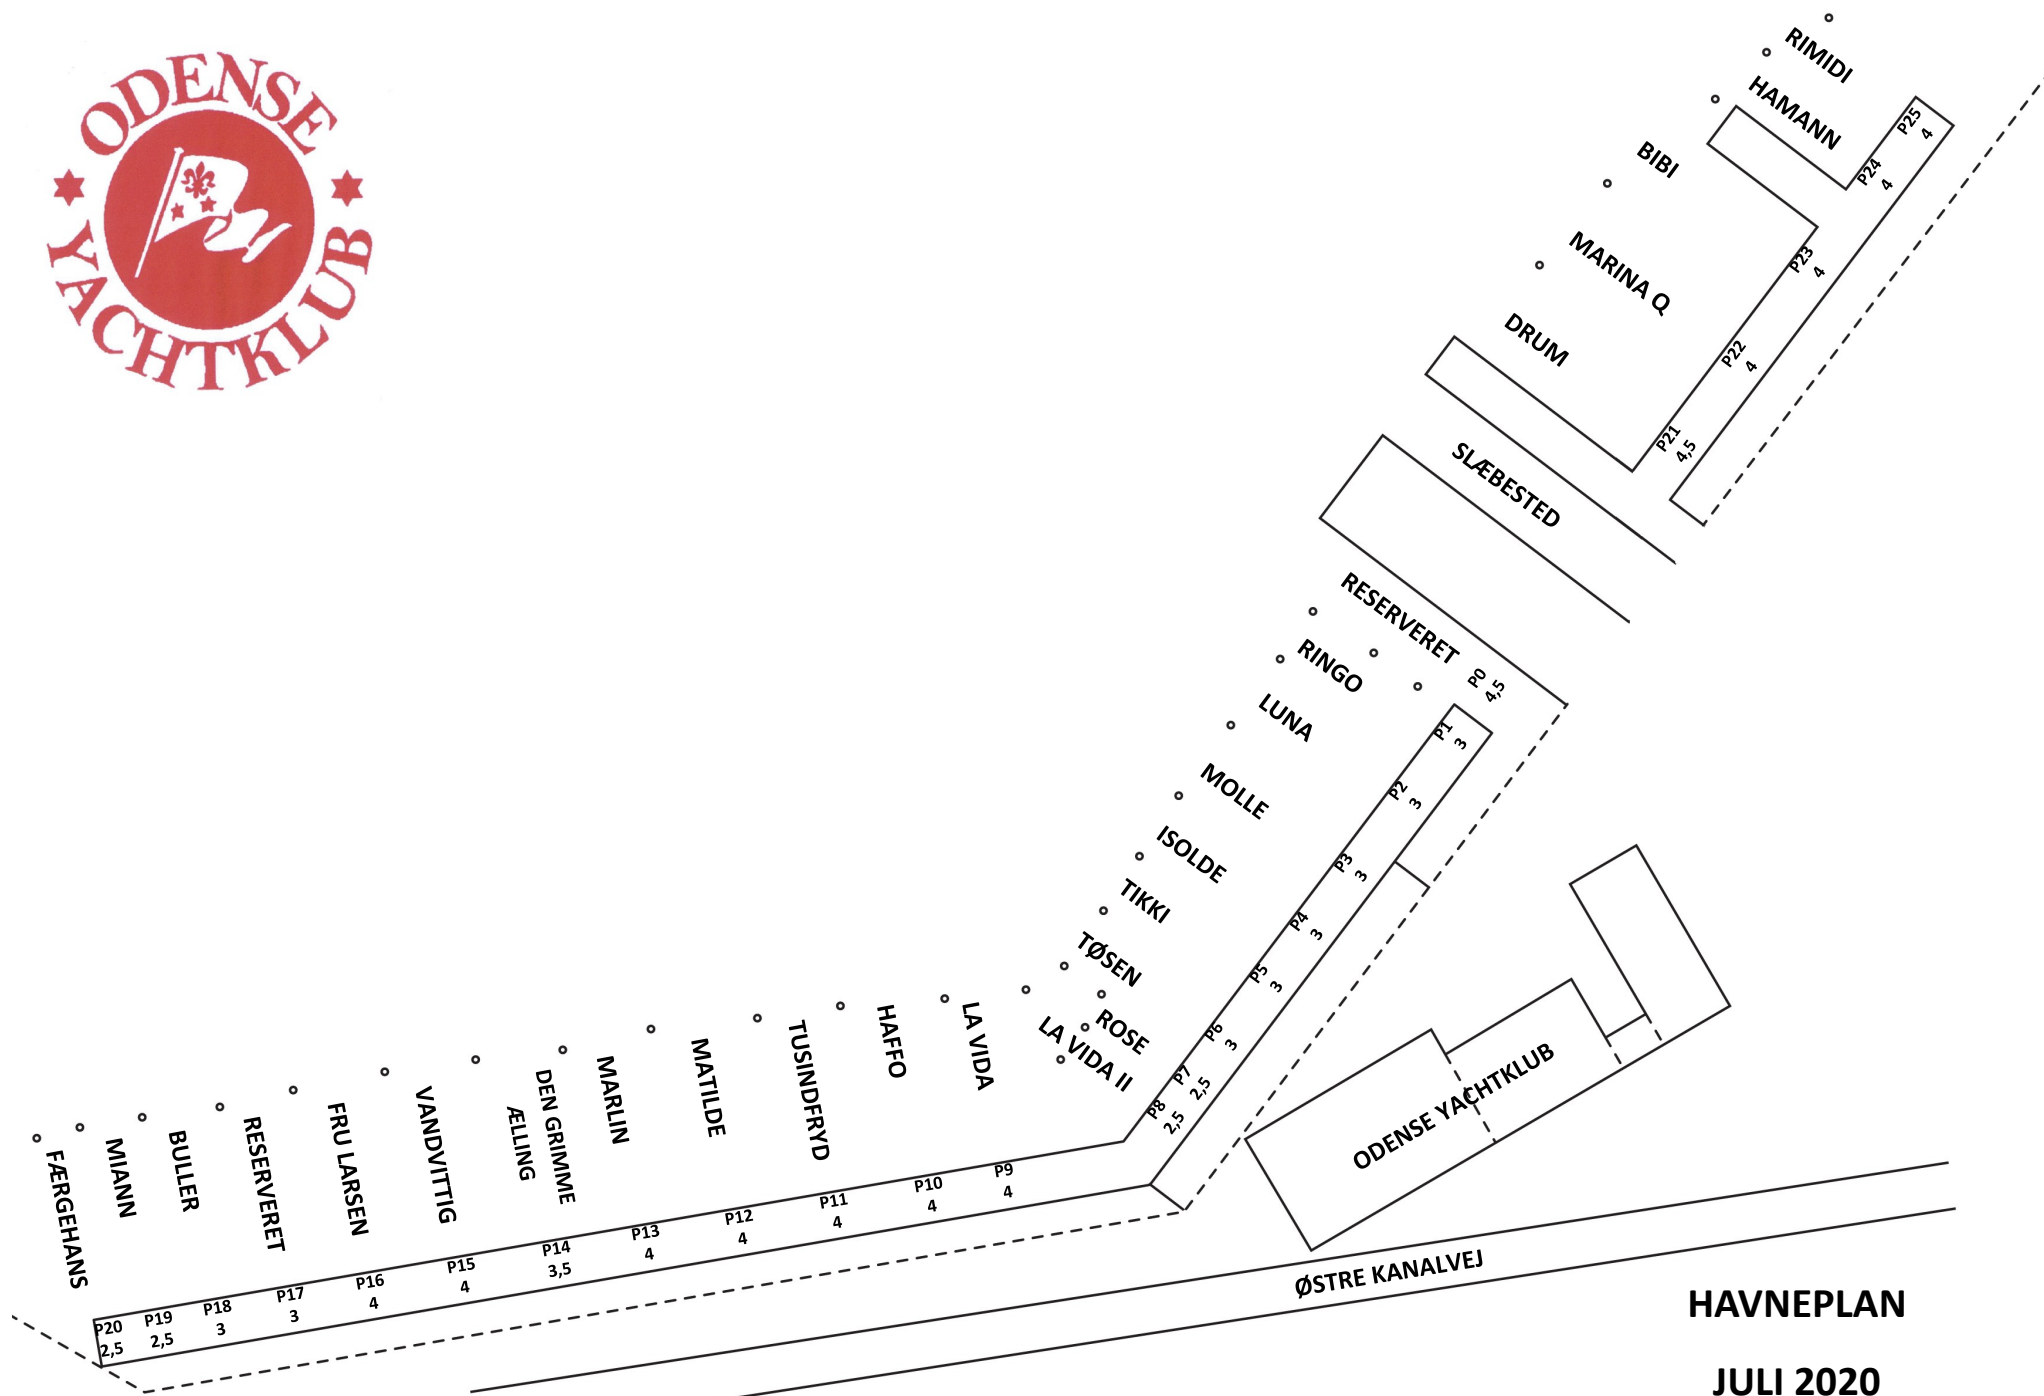 ODENSE
YACHTKLUB
RIMIDI
HAMANN
BIBI
MARINA Q
DRUM
P25
4
P24
4
P23
4
P22
4
P21
4,5
SLÆBESTED
RESERVERET
P0
4,5
RINGO
LUNA
MOLLE
ISOLDE
TIKKI
TØSEN
ROSE
LA VIDA II
P1
3
P2
3
P3
3
P4
3
P5
3
P6
3
P7
2,5
P8
2,5
FÆRGEHANS
MIANN
BULLER
RESERVERET
FRU LARSEN
VANDVITTIG
DEN GRIMME
ÆLLING
MARLIN
MATILDE
TUSINDFRYD
HAFFO
LA VIDA
P20
2,5
P19
2,5
P18
3
P17
3
P16
4
P15
4
P14
3,5
P13
4
P12
4
P11
4
P10
4
P9
4
ODENSE YACHTKLUB
ØSTRE KANALVEJ
HAVNEPLAN
JULI 2020